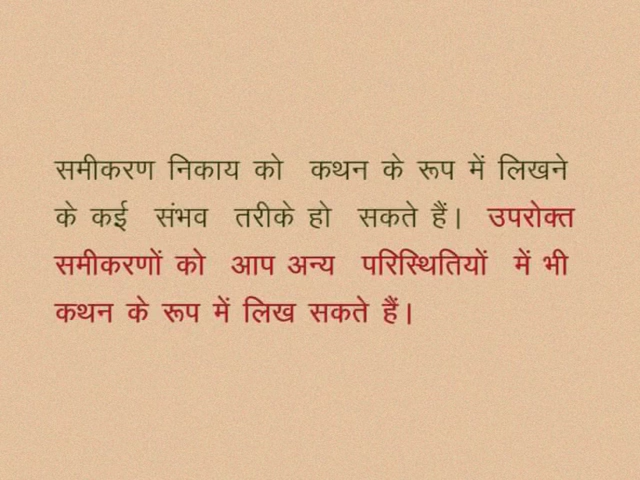 समीकरण निकाय को कथन के रूप में लिखने
के कई संभव तरीके हो सकते हैं। उपरोक्त
समीकरणों को आप अन्य परिस्थितियों में भी
कथन के रूप में लिख सकते हैं।